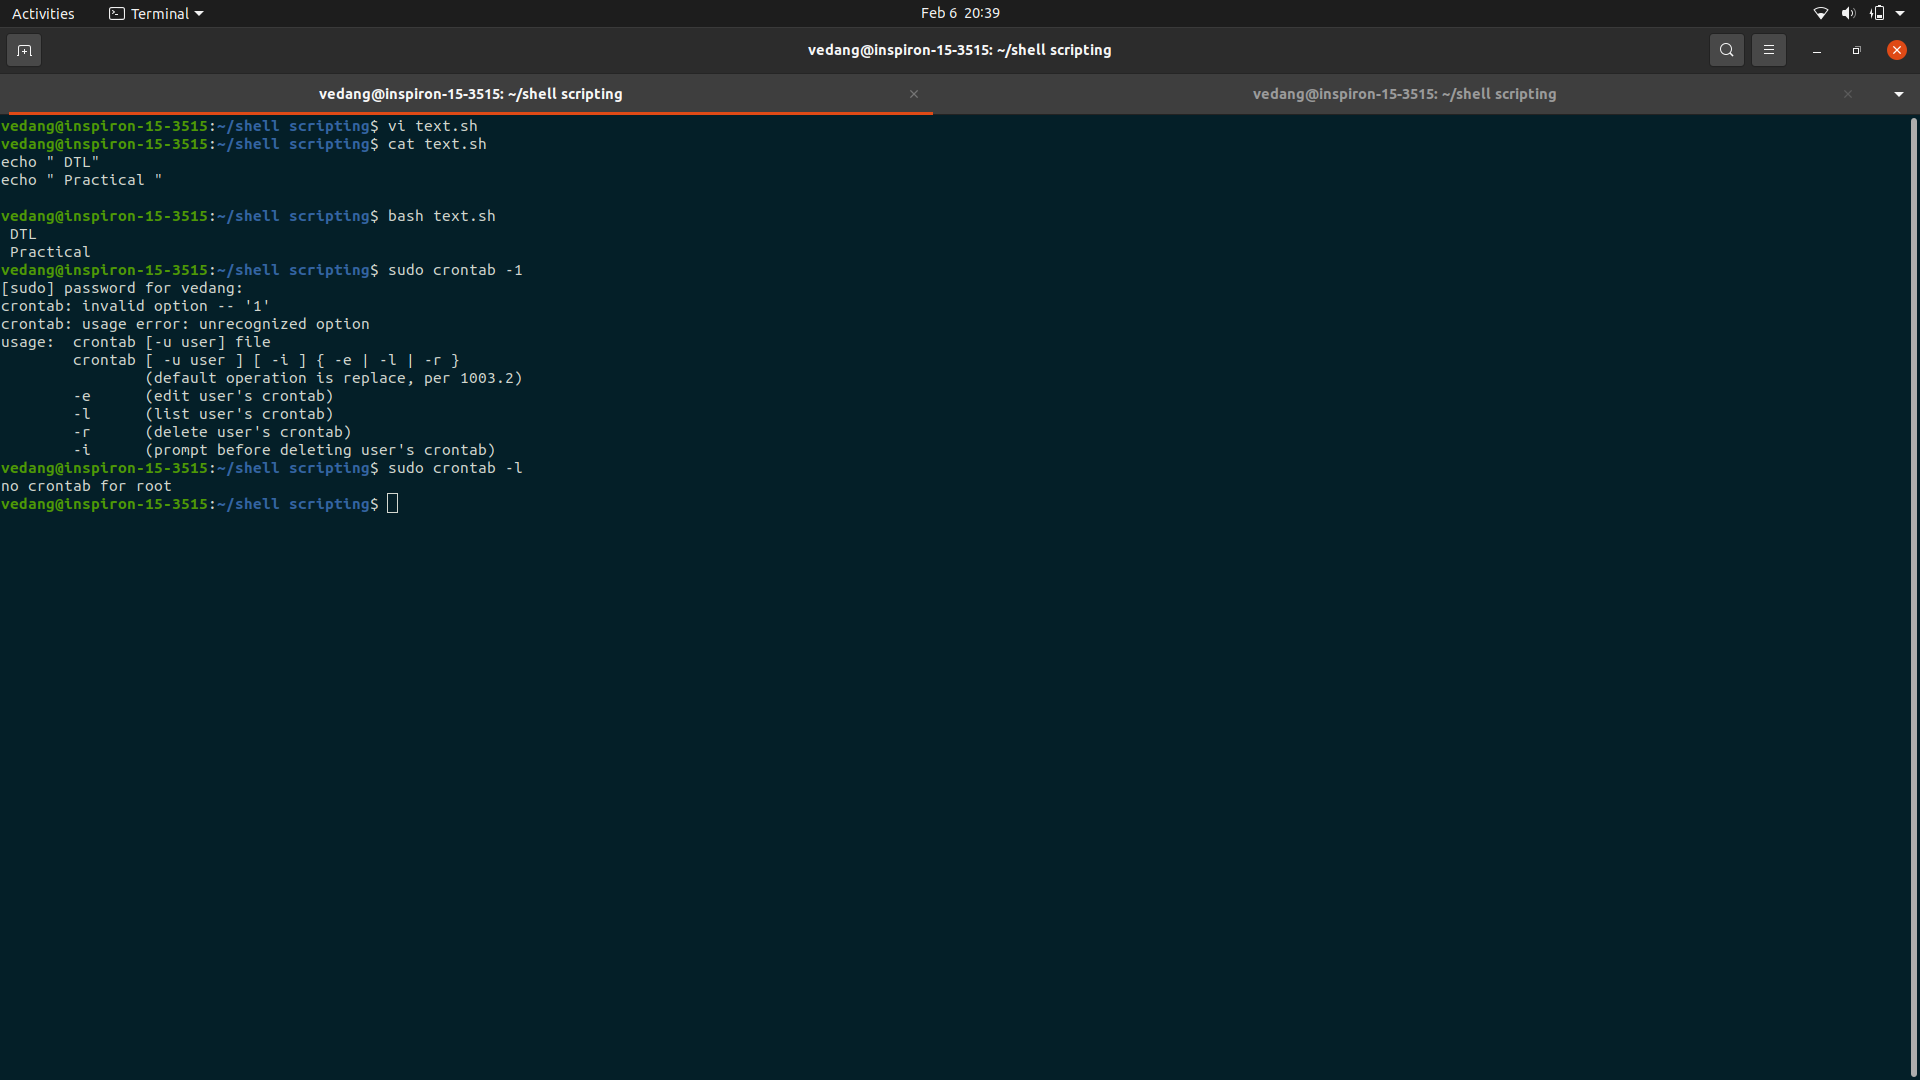 Activities Terminal Feb 6 20:39
vedang@inspiron-15-3515: ~/shell scripting
vedang@inspiron-15-3515: ~/shell scripting vedang@inspiron-15-3515: ~/shell scripting
vedang@inspiron-15-3515:~/shell scripting$ vi text.sh
vedang@inspiron-15-3515:~/shell scripting$ cat text.sh
echo " DTL"
echo " Practical "
vedang@inspiron-15-3515:~/shell scripting$ bash text.sh
 DTL
 Practical
vedang@inspiron-15-3515:~/shell scripting$ sudo crontab -1
[sudo] password for vedang:
crontab: invalid option -- '1'
crontab: usage error: unrecognized option
usage:  crontab [-u user] file
        crontab [ -u user ] [ -i ] { -e | -l | -r }
                (default operation is replace, per 1003.2)
        -e      (edit user's crontab)
        -l      (list user's crontab)
        -r      (delete user's crontab)
        -i      (prompt before deleting user's crontab)
vedang@inspiron-15-3515:~/shell scripting$ sudo crontab -l
no crontab for root
vedang@inspiron-15-3515:~/shell scripting$